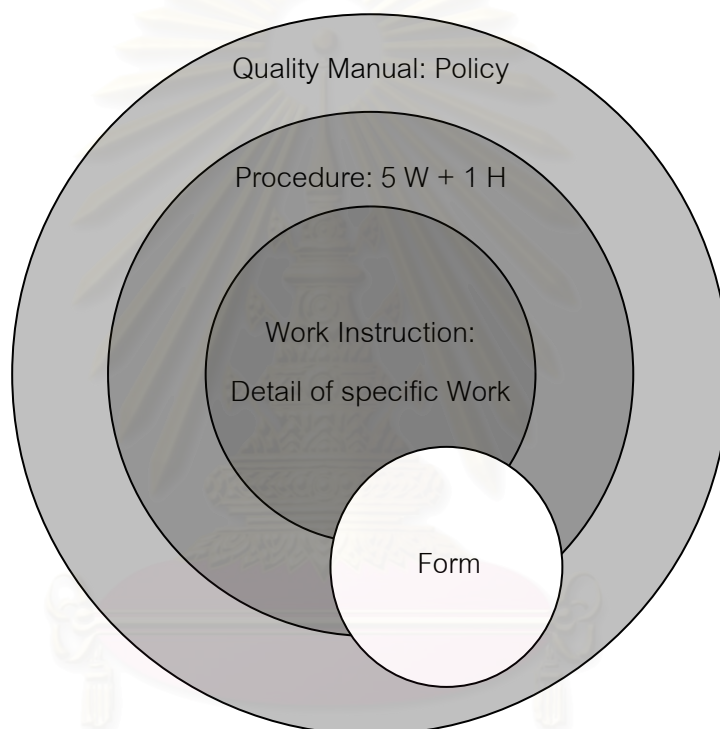 Quality Manual: Policy
Procedure: 5 W + 1 H
Work Instruction:
Detail of specific Work
Form